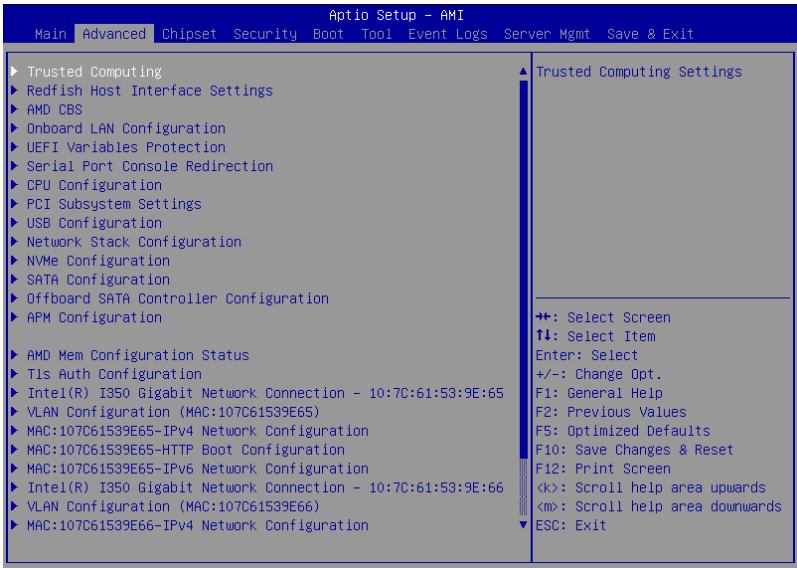 Aptio Setup – AMI
Main Advanced Chipset Security Boot Tool Event Logs Server Mgmt Save & Exit
Trusted Computing
Redfish Host Interface Settings
AMD CBS
Onboard LAN Configuration
UEFI Variables Protection
Serial Port Console Redirection
CPU Configuration
PCI Subsystem Settings
USB Configuration
Network Stack Configuration
NVMe Configuration
SATA Configuration
Offboard SATA Controller Configuration
APM Configuration
AMD Mem Configuration Status
Tls Auth Configuration
Intel(R) I350 Gigabit Network Connection – 10:7C:61:53:9E:65
VLAN Configuration (MAC:107C61539E65)
MAC:107C61539E65-IPv4 Network Configuration
MAC:107C61539E65-HTTP Boot Configuration
MAC:107C61539E65-IPv6 Network Configuration
Intel(R) I350 Gigabit Network Connection – 10:7C:61:53:9E:66
VLAN Configuration (MAC:107C61539E66)
MAC:107C61539E66-IPv4 Network Configuration
Trusted Computing Settings
→←: Select Screen
↑↓: Select Item
Enter: Select
+/-: Change Opt.
F1: General Help
F2: Previous Values
F5: Optimized Defaults
F10: Save Changes & Reset
F12: Print Screen
<k>: Scroll help area upwards
<m>: Scroll help area downwards
ESC: Exit